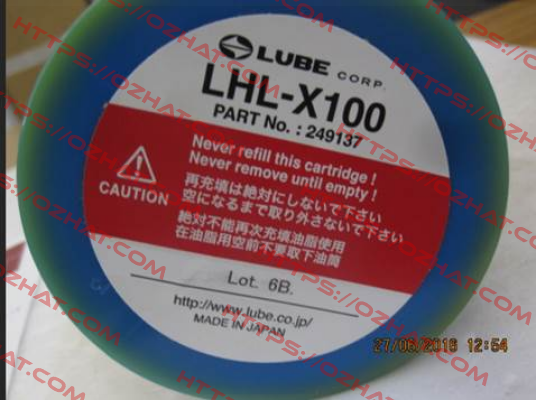 LUBE CORP.
LHL-X100
PART No. : 249137
Never refill this cartridge !
Never remove until empty !
CAUTION
再充填は絶対にしないで下さい
空になるまで取り外さないで下さい
絶対不能再次充填油脂使用
在油脂用空前不要取下油筒
Lot. 6B.
http://www.lube.co.jp/
MADE IN JAPAN
27/06/2016 12:54
HTTPS://OZHAT.COM